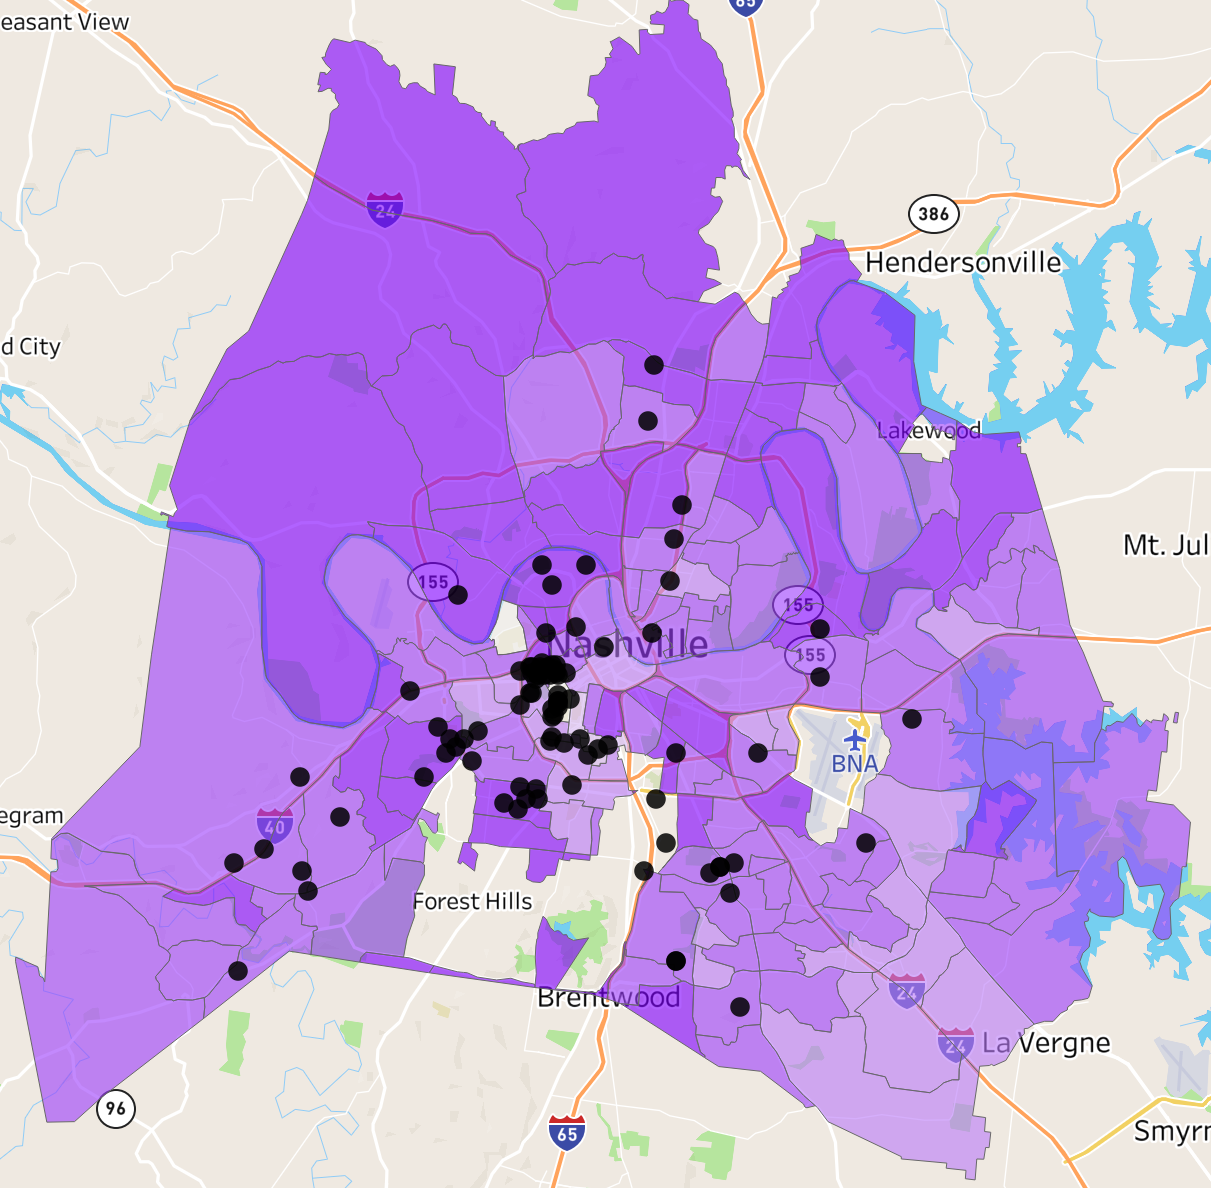 easant View
65
24
386
Hendersonville
d City
Lakewood
Mt. Jul
155
155
Nashville
155
BNA
egram
40
Forest Hills
24
Brentwood
24
La Vergne
96
65
Smyrn